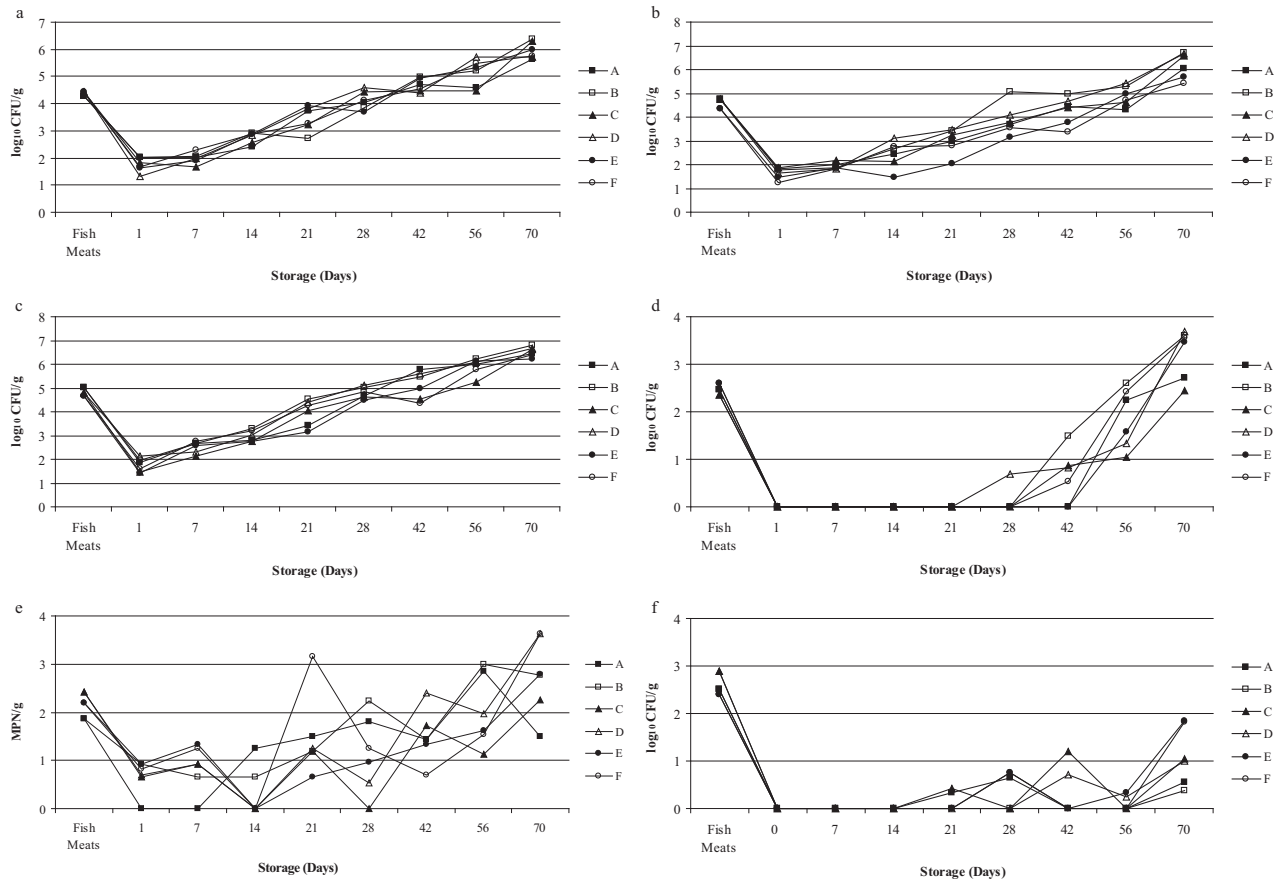 a
log₁₀ CFU/g
7
6
5
4
3
2
1
0
Fish Meats 1 7 14 21 28 42 56 70
Storage (Days)
A
B
C
D
E
F
b
log₁₀ CFU/g
8
7
6
5
4
3
2
1
0
Fish Meats 1 7 14 21 28 42 56 70
Storage (Days)
A
B
C
D
E
F
c
log₁₀ CFU/g
8
7
6
5
4
3
2
1
0
Fish Meats 1 7 14 21 28 42 56 70
Storage (Days)
A
B
C
D
E
F
d
log₁₀ CFU/g
4
3
2
1
0
Fish Meats 1 7 14 21 28 42 56 70
Storage (Days)
A
B
C
D
E
F
e
MPN/g
4
3
2
1
0
Fish Meats 1 7 14 21 28 42 56 70
Storage (Days)
A
B
C
D
E
F
f
log₁₀ CFU/g
4
3
2
1
0
Fish Meats 0 7 14 21 28 42 56 70
Storage (Days)
A
B
C
D
E
F